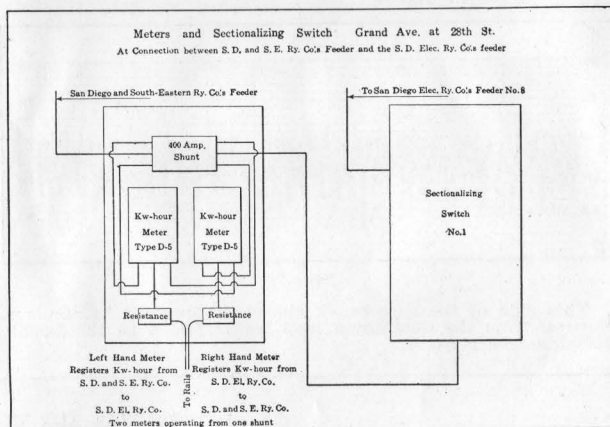 Meters and Sectionalizing Switch Grand Ave. at 28th St.
At Connection between S. D. and S. E. Ry. Co's Feeder and the S. D. Elec. Ry. Co's feeder
San Diego and South-Eastern Ry. Co's Feeder
To San Diego Elec. Ry. Co's Feeder No. 8
400 Amp.
Shunt
Kw-hour
Meter
Type D-5
Kw-hour
Meter
Type D-5
Sectionalizing
Switch
No. 1
Resistance
Resistance
To Rails
Left Hand Meter
Registers Kw-hour from
S. D. and S. E. Ry. Co.
to
S. D. El. Ry. Co.
Right Hand Meter
Registers Kw-hour from
S. D. El. Ry. Co.
to
S. D. and S. E. Ry. Co.
Two meters operating from one shunt